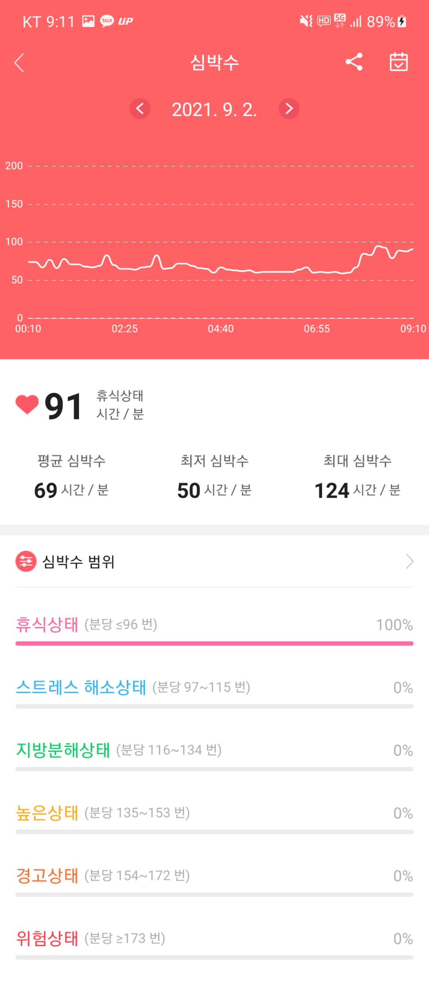 KT 9:11 TALK UP HD 5G 89%
심박수
2021. 9. 2.
200
150
100
50
0
00:10 02:25 04:40 06:55 09:10
91 휴식상태
시간 / 분
평균 심박수 최저 심박수 최대 심박수
69 시간 / 분 50 시간 / 분 124 시간 / 분
심박수 범위
휴식상태 (분당 ≤96 번) 100%
스트레스 해소상태 (분당 97~115 번) 0%
지방분해상태 (분당 116~134 번) 0%
높은상태 (분당 135~153 번) 0%
경고상태 (분당 154~172 번) 0%
위험상태 (분당 ≥173 번) 0%